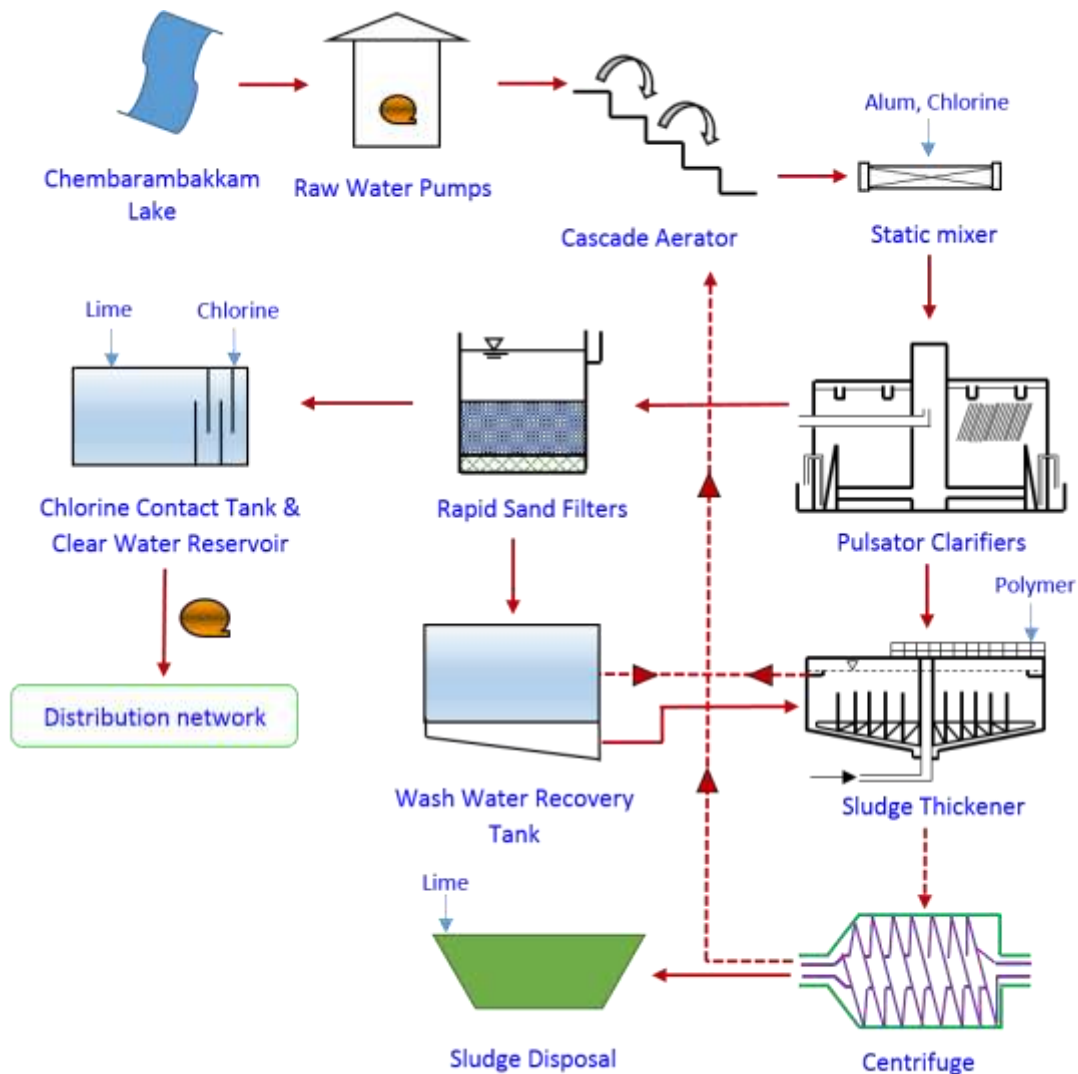 Chembarambakkam
Lake
Raw Water Pumps
Cascade Aerator
Alum, Chlorine
Static mixer
Lime
Chlorine
Chlorine Contact Tank &
Clear Water Reservoir
Rapid Sand Filters
Pulsator Clarifiers
Polymer
Distribution network
Wash Water Recovery
Tank
Sludge Thickener
Lime
Sludge Disposal
Centrifuge